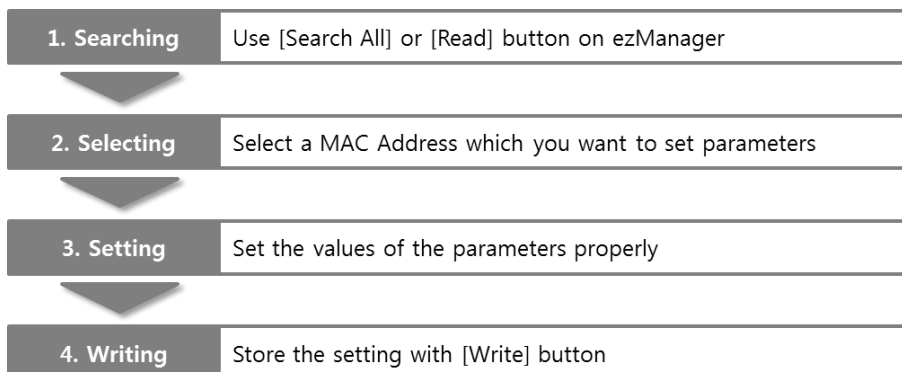 1. Searching Use [Search All] or [Read] button on ezManager
2. Selecting Select a MAC Address which you want to set parameters
3. Setting Set the values of the parameters properly
4. Writing Store the setting with [Write] button